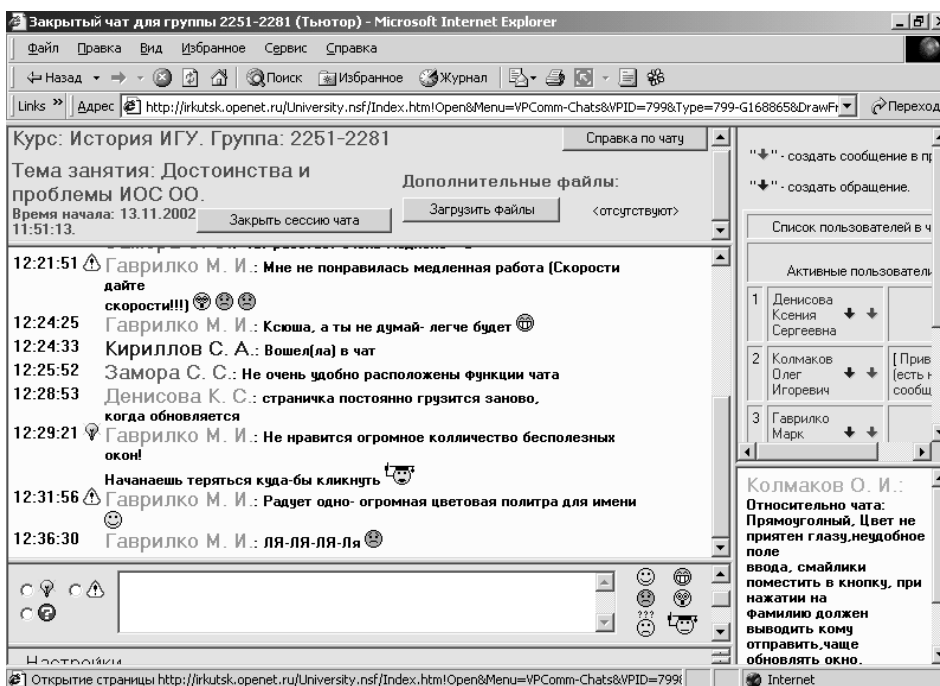 Закрытый чат для группы 2251-2281 (Тьютор) - Microsoft Internet Explorer
Файл Правка Вид Избранное Сервис Справка
Назад Поиск Избранное Журнал
Links » Адрес http://irkutsk.openet.ru/University.nsf/Index.htm!Open&Menu=VPComm-Chats&VPID=799&Type=799-G168865&DrawFr Переход
Курс: История ИГУ. Группа: 2251-2281
Справка по чату
Тема занятия: Достоинства и
проблемы ИОС ОО.
Время начала: 13.11.2002
11:51:13.
Закрыть сессию чата
Дополнительные файлы:
Загрузить файлы
<отсутствуют>
12:21:51 Гаврилко М. И.: Мне не понравилась медленная работа (Скорости
дайте
скорости!!!)
12:24:25 Гаврилко М. И.: Ксюша, а ты не думай- легче будет
12:24:33 Кириллов С. А.: Вошел(ла) в чат
12:25:52 Замора С. С.: Не очень удобно расположены функции чата
12:28:53 Денисова К. С.: страничка постоянно грузится заново,
когда обновляется
12:29:21 Гаврилко М. И.: Не нравится огромное колличество бесполезных
окон!
Начанаешь теряться куда-бы кликнуть
12:31:56 Гаврилко М. И.: Радует одно- огромная цветовая политра для имени
12:36:30 Гаврилко М. И.: ЛЯ-ЛЯ-ЛЯ-Ля
???
Настройки
"🡇" - создать сообщение в пр
"🡇" - создать обращение.
Список пользователей в ч
Активные пользователи
1 Денисова
Ксения
Сергеевна
2 Колмаков
Олег
Игоревич
[Прив
(есть н
сообщ
3 Гаврилко
Марк
Колмаков О. И.:
Относительно чата:
Прямоуголный, Цвет не
приятен глазу,неудобное
поле
ввода, смайлики
поместить в кнопку, при
нажатии на
Фамилию должен
выводить кому
отправить,чаще
обновлять окно.
Открытие страницы http://irkutsk.openet.ru/University.nsf/Index.htm!Open&Menu=VPComm-Chats&VPID=799&
Internet